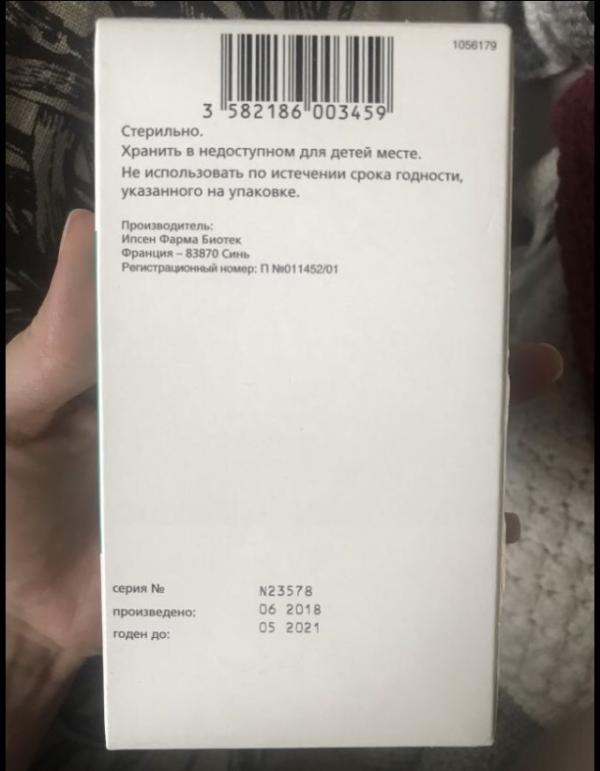 1056179
3 582186 003459
Стерильно.
Хранить в недоступном для детей месте.
Не использовать по истечении срока годности,
указанного на упаковке.
Производитель:
Ипсен Фарма Биотек
Франция – 83870 Синь
Регистрационный номер: П №011452/01
серия № N23578
произведено: 06 2018
годен до: 05 2021